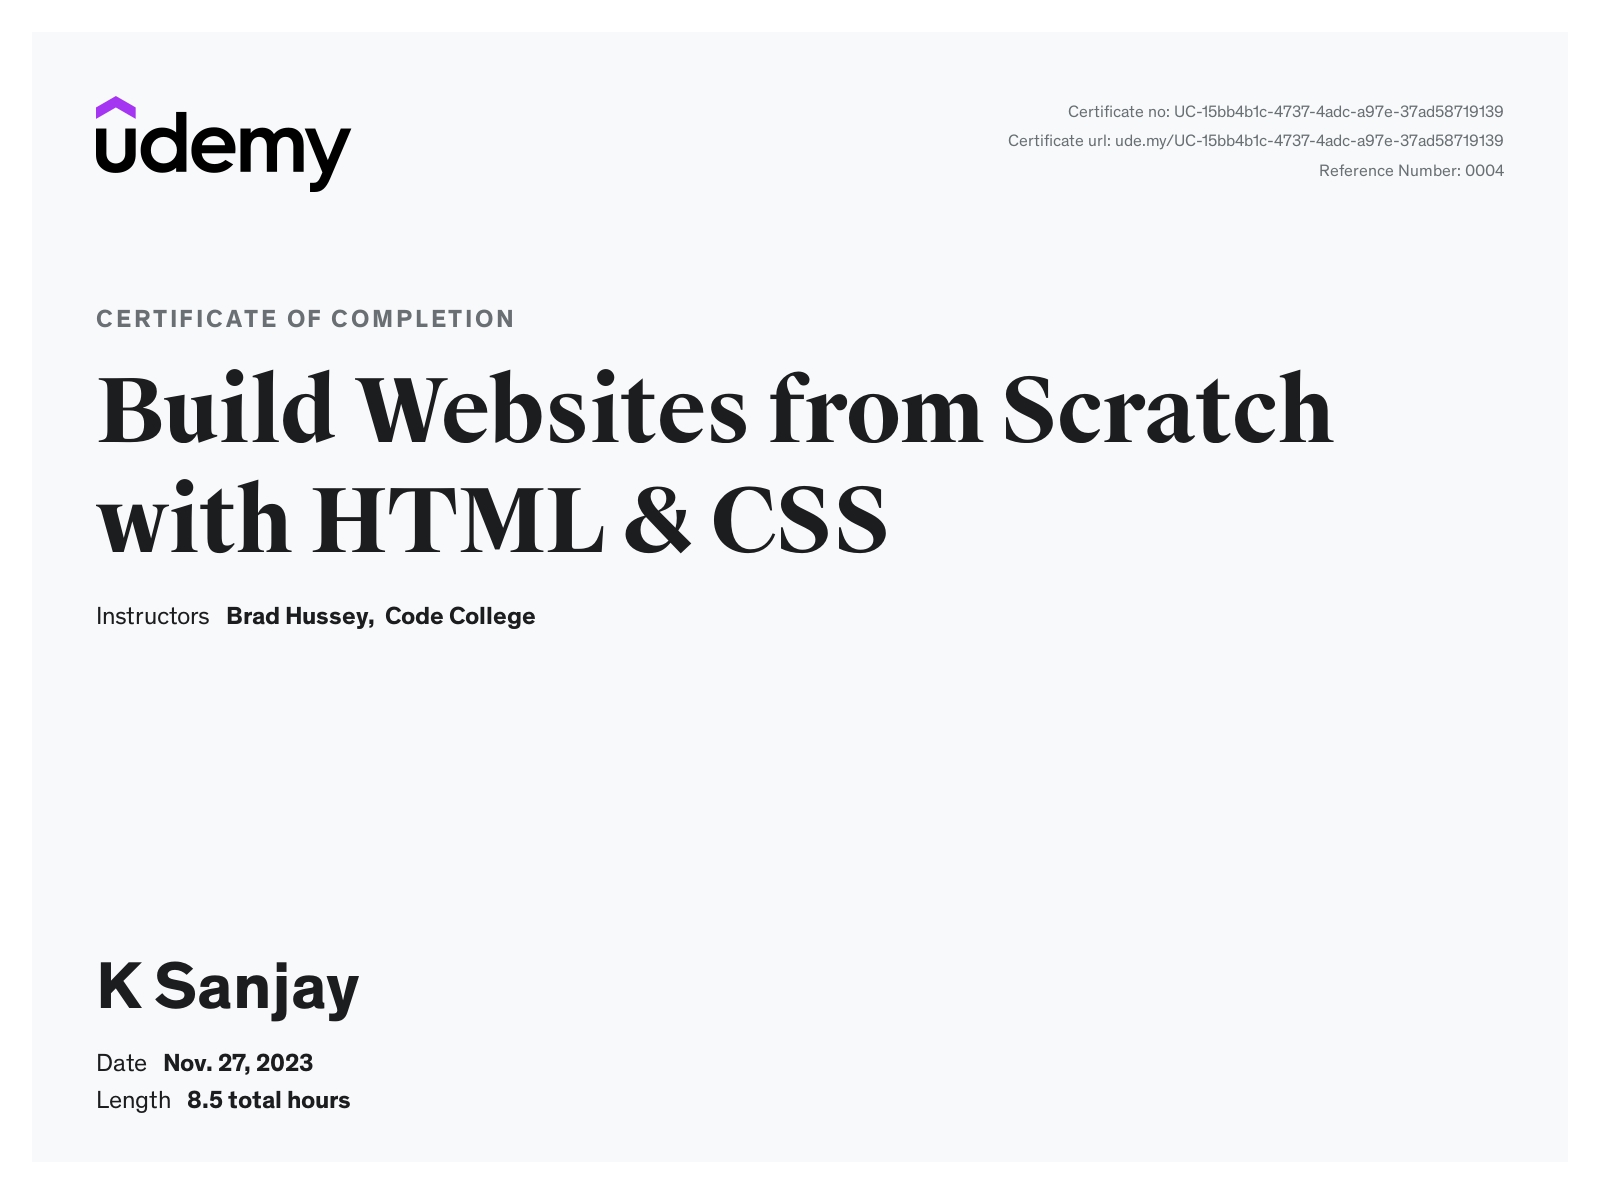 udemy
Certificate no: UC-15bb4b1c-4737-4adc-a97e-37ad58719139
Certificate url: ude.my/UC-15bb4b1c-4737-4adc-a97e-37ad58719139
Reference Number: 0004
CERTIFICATE OF COMPLETION
Build Websites from Scratch
with HTML & CSS
Instructors Brad Hussey, Code College
K Sanjay
Date Nov. 27, 2023
Length 8.5 total hours